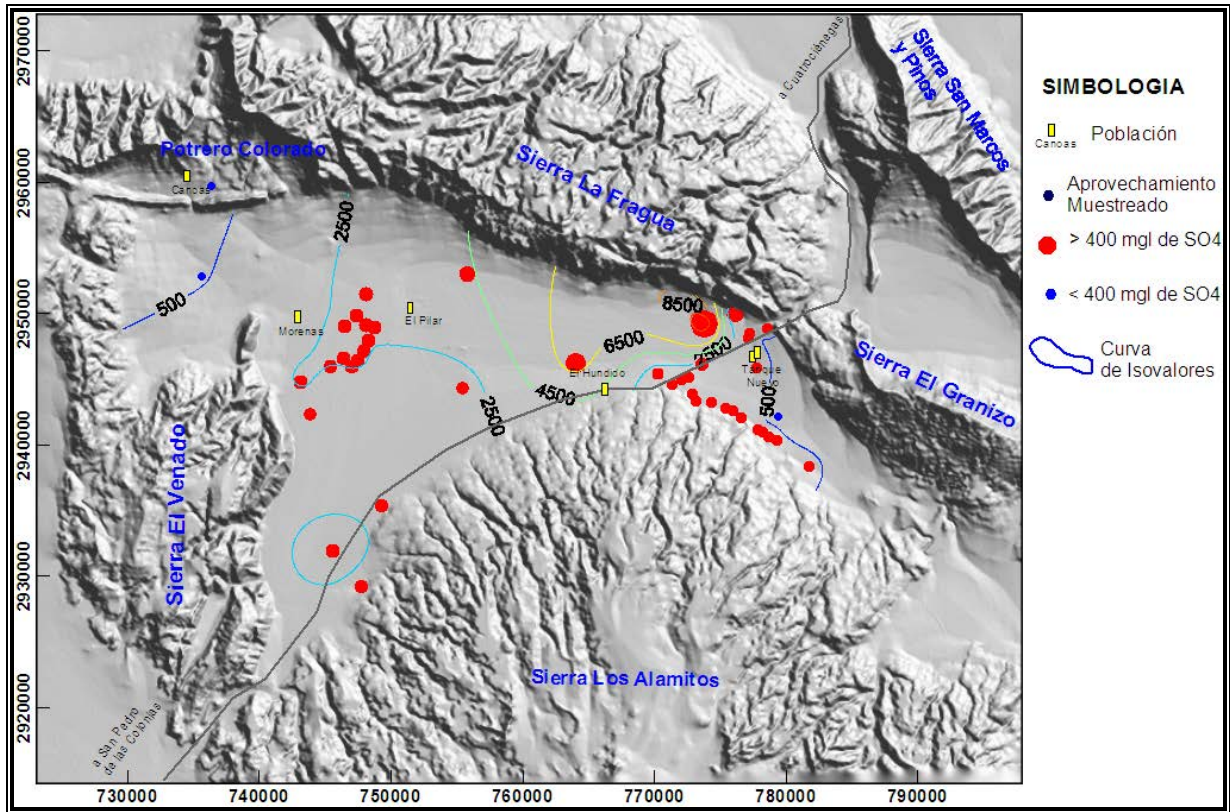 2970000
2960000
2950000
2940000
2930000
2920000
730000
740000
750000
760000
770000
780000
790000
a Cuatrociénegas
Sierra San Marcos
y Pinos
Potrero Colorado
Canoas
Sierra La Fragua
2500
500
8500
Morenas
El Pilar
6500
2500
El Hundido
Tanque
Nuevo
Sierra El Granizo
4500
2500
500
Sierra El Venado
Sierra Los Alamitos
a San Pedro
de las Colonias
SIMBOLOGIA
Canoas
Población
Aprovechamiento
Muestreado
> 400 mgl de SO4
< 400 mgl de SO4
Curva
de Isovalores